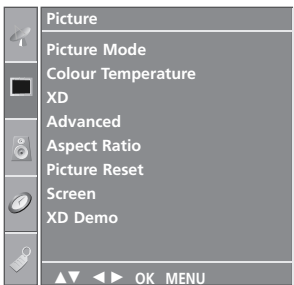 Picture
Picture Mode
Colour Temperature
XD
Advanced
Aspect Ratio
Picture Reset
Screen
XD Demo
▲▼ ◄► OK MENU